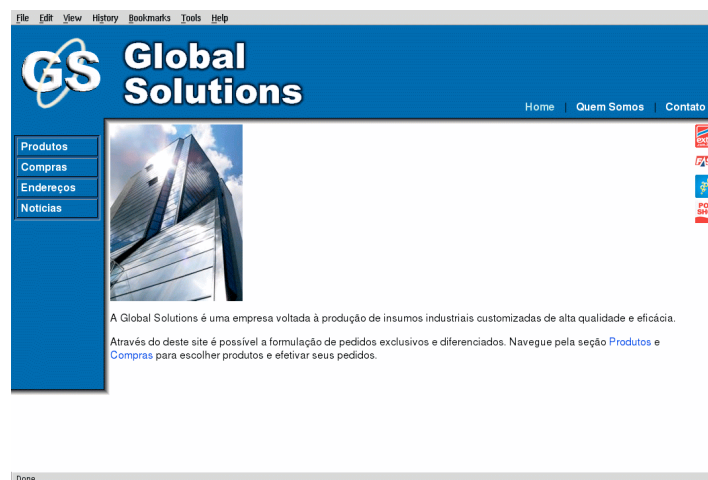 File Edit View History Bookmarks Tools Help
GS
Global
Solutions
Home | Quem Somos | Contato
Produtos
Compras
Endereços
Notícias
A Global Solutions é uma empresa voltada à produção de insumos industriais customizadas de alta qualidade e eficácia.
Através do deste site é possível a formulação de pedidos exclusivos e diferenciados. Navegue pela seção Produtos e
Compras para escolher produtos e efetivar seus pedidos.
Done